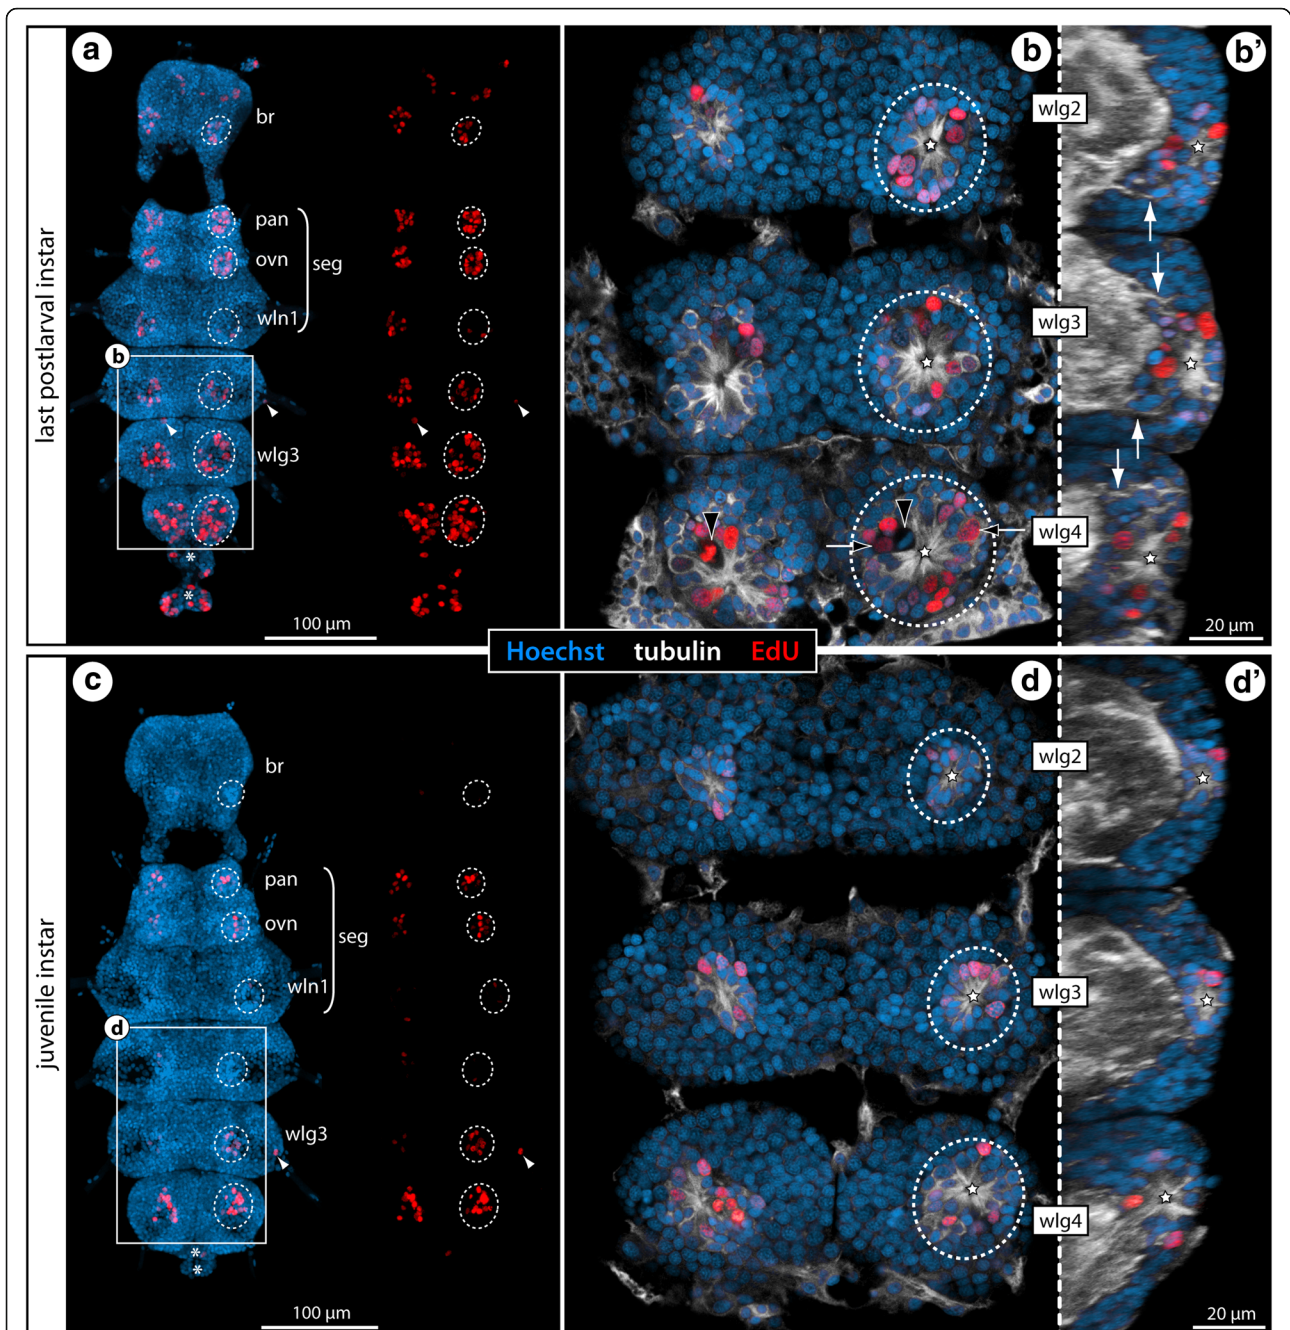 last postlarval instar
a
br
pan
ovn
seg
wln1
b
wlg3
*
*
100 µm
b
b'
wlg2
wlg3
wlg4
20 µm
Hoechst tubulin EdU
juvenile instar
c
br
pan
ovn
seg
wln1
d
wlg3
*
*
100 µm
d
d'
wlg2
wlg3
wlg4
20 µm